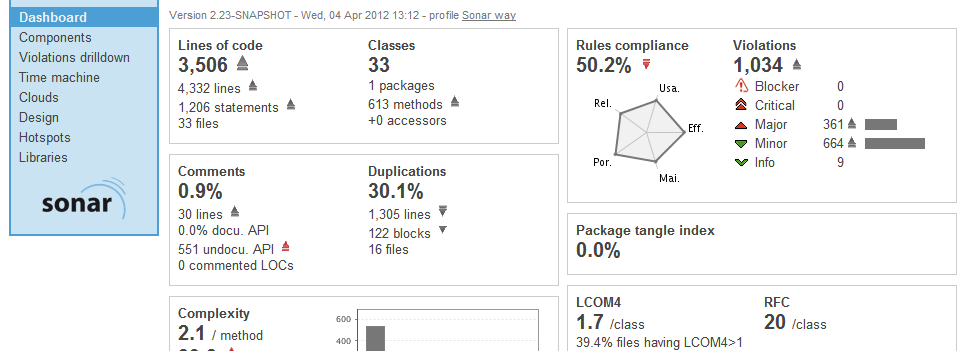 Dashboard
Components
Violations drilldown
Time machine
Clouds
Design
Hotspots
Libraries
sonar
Version 2.23-SNAPSHOT - Wed, 04 Apr 2012 13:12 - profile Sonar way
Lines of code
3,506
4,332 lines
1,206 statements
33 files
Classes
33
1 packages
613 methods
+0 accessors
Comments
0.9%
30 lines
0.0% docu. API
551 undocu. API
0 commented LOCs
Duplications
30.1%
1,305 lines
122 blocks
16 files
Complexity
2.1 / method
600
400
Rules compliance
50.2%
Usa.
Rel.
Eff.
Por.
Mai.
Violations
1,034
Blocker 0
Critical 0
Major 361
Minor 664
Info 9
Package tangle index
0.0%
LCOM4
1.7 /class
39.4% files having LCOM4>1
RFC
20 /class